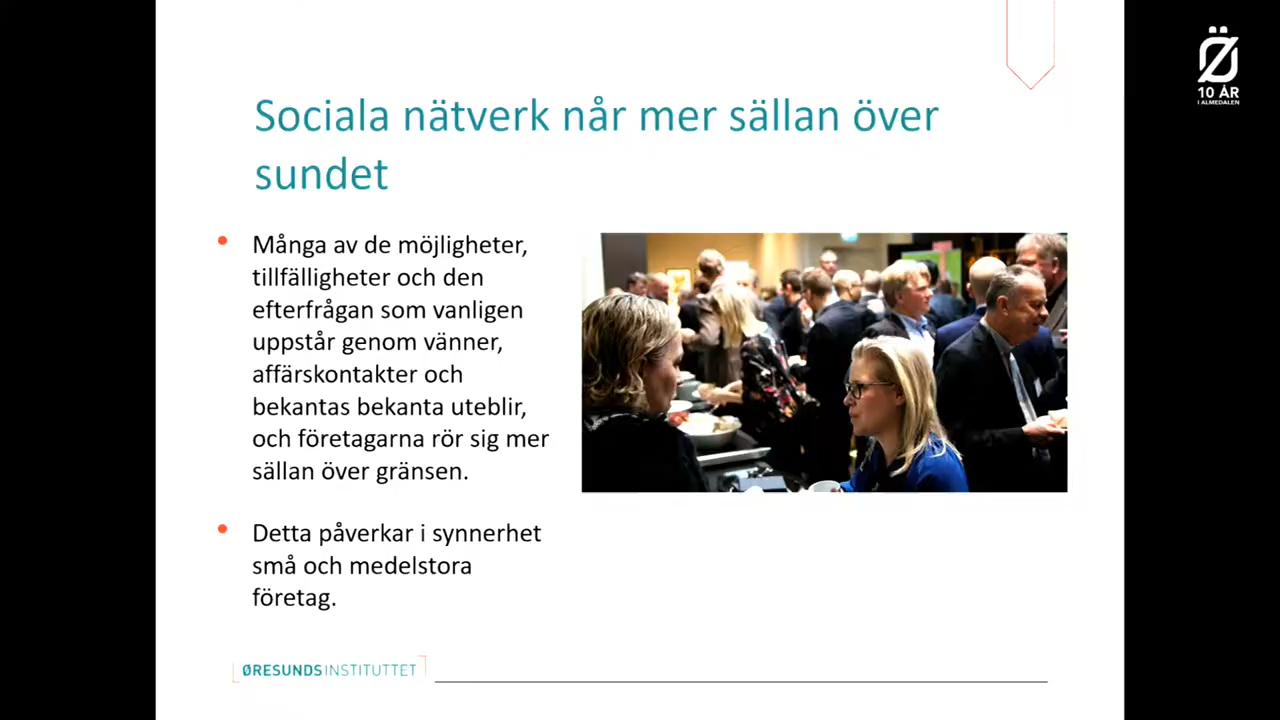 Ö
10 ÅR
I ALMEDALEN
Sociala nätverk når mer sällan över
sundet
• Många av de möjligheter,
tillfälligheter och den
efterfrågan som vanligen
uppstår genom vänner,
affärskontakter och
bekantas bekanta uteblir,
och företagarna rör sig mer
sällan över gränsen.
• Detta påverkar i synnerhet
små och medelstora
företag.
ØRESUNDSINSTITUTTET